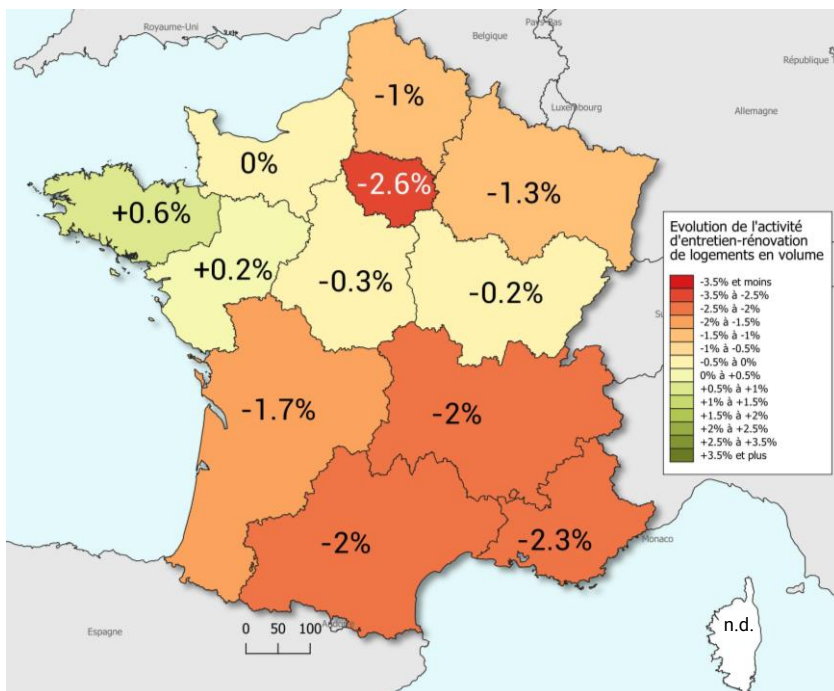 Royaume-Uni
Pays-Bas
Belgique
République T
Luxembourg
Allemagne
-1%
0%
-2.6%
-1.3%
+0.6%
+0.2%
-0.3%
-0.2%
-1.7%
-2%
-2%
-2.3%
Monaco
Espagne
n.d.
0 50 100
Evolution de l'activité
d'entretien-rénovation
de logements en volume
-3.5% et moins
-3.5% à -2.5%
-2.5% à -2%
-2% à -1.5%
-1.5% à -1%
-1% à -0.5%
-0.5% à 0%
0% à +0.5%
+0.5% à +1%
+1% à +1.5%
+1.5% à +2%
+2% à +2.5%
+2.5% à +3.5%
+3.5% et plus